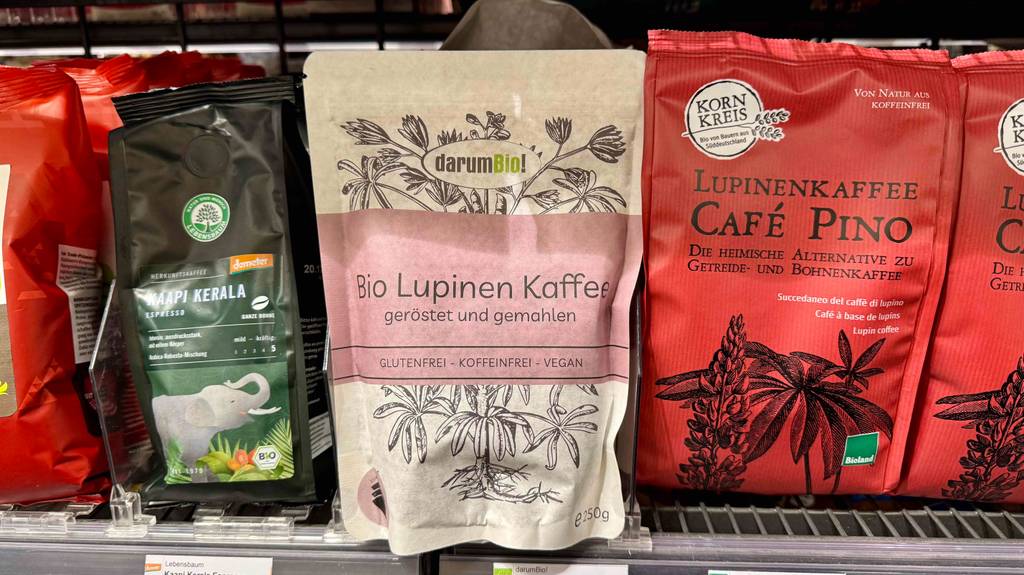 NATUR UND MEHR
LEBENSBAUM
HERKUNFTSKAFFEE
demeter
KAAPI KERALA
ESPRESSO
GANZE BOHNE
mild – kräftig
1 2 3 4 5
Arabica-Robusta-Mischung
BIO
darumBio!
Bio Lupinen Kaffee
geröstet und gemahlen
GLUTENFREI - KOFFEINFREI - VEGAN
e250g
KORN
KREIS
Bio von Bauern aus
Süddeutschland
VON NATUR AUS
KOFFEINFREI
LUPINENKAFFEE
CAFÉ PINO
DIE HEIMISCHE ALTERNATIVE ZU
GETREIDE- UND BOHNENKAFFEE
Succedaneo del caffè di lupino
Café à base de lupins
Lupin coffee
Bioland
Lebensbaum
darumBio!